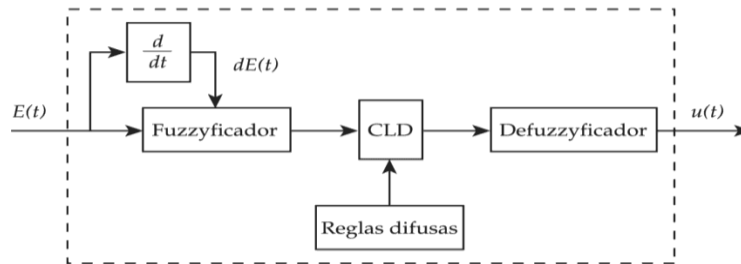 d
dt
dE(t)
E(t)
Fuzzyficador
CLD
Defuzzyficador
u(t)
Reglas difusas